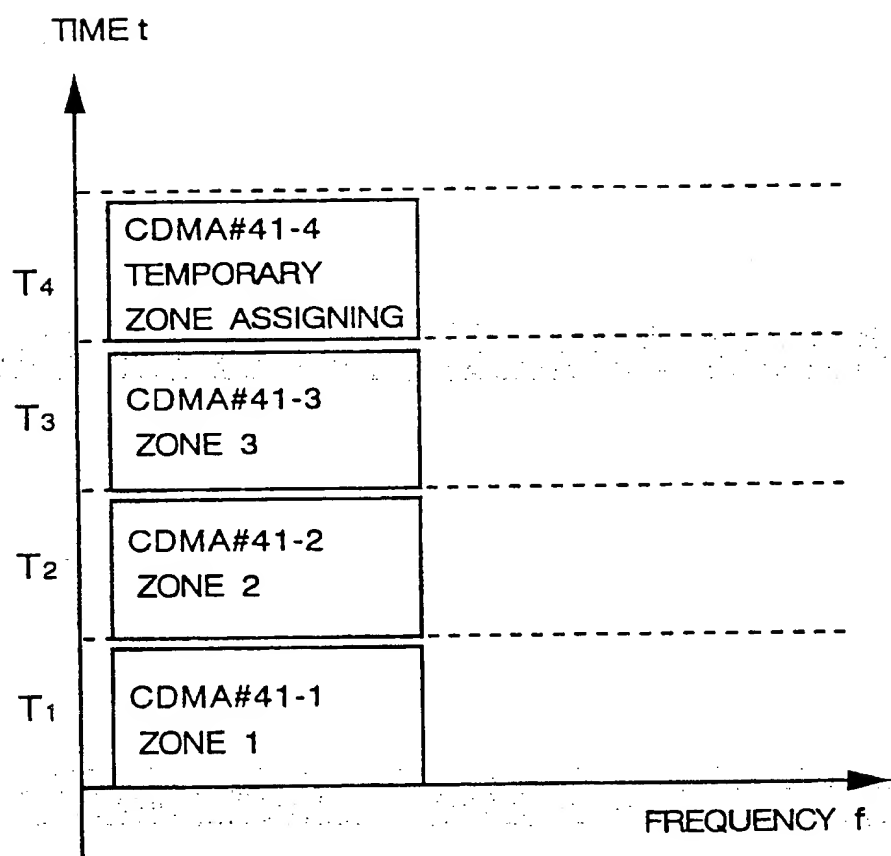 TIME t
T4
CDMA#41-4
TEMPORARY
ZONE ASSIGNING
T3
CDMA#41-3
ZONE 3
T2
CDMA#41-2
ZONE 2
T1
CDMA#41-1
ZONE 1
FREQUENCY f